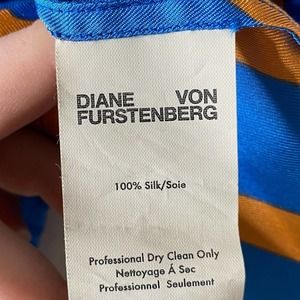 DIANE VON
FURSTENBERG
100% Silk/Soie
Professional Dry Clean Only
Nettoyage Á Sec
Professionnel Seulement